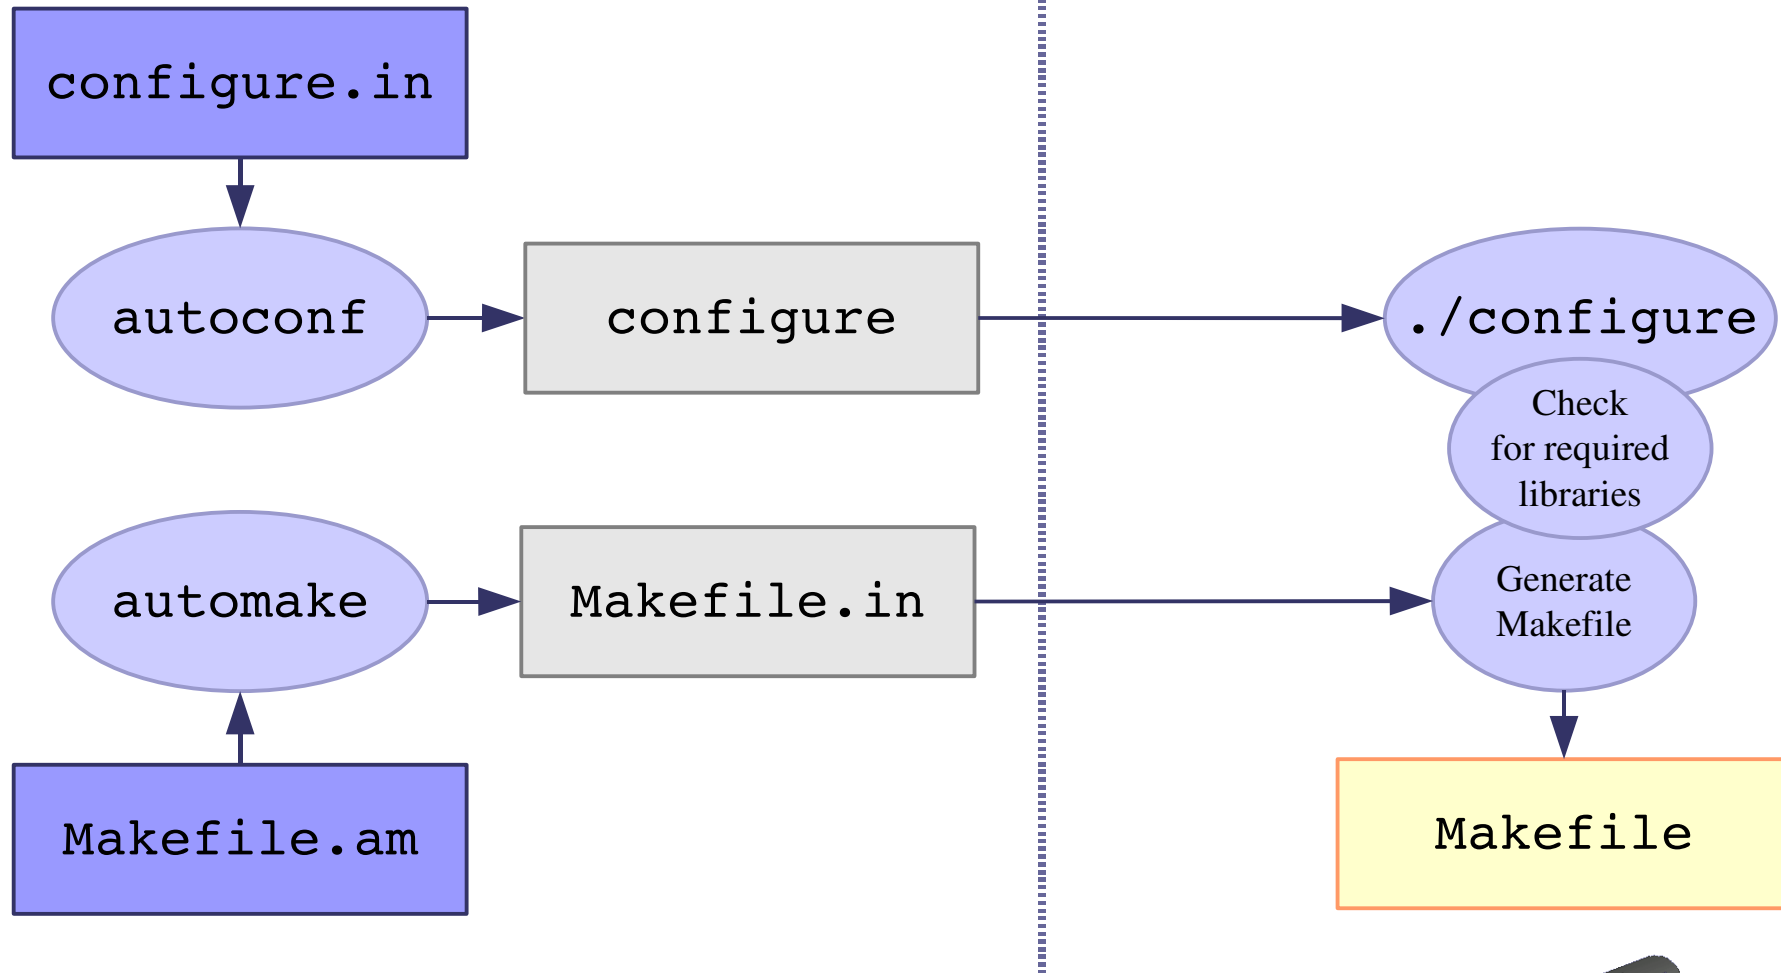 configure.in
autoconf
configure
./configure
Check
for required
libraries
automake
Makefile.in
Generate
Makefile
Makefile.am
Makefile